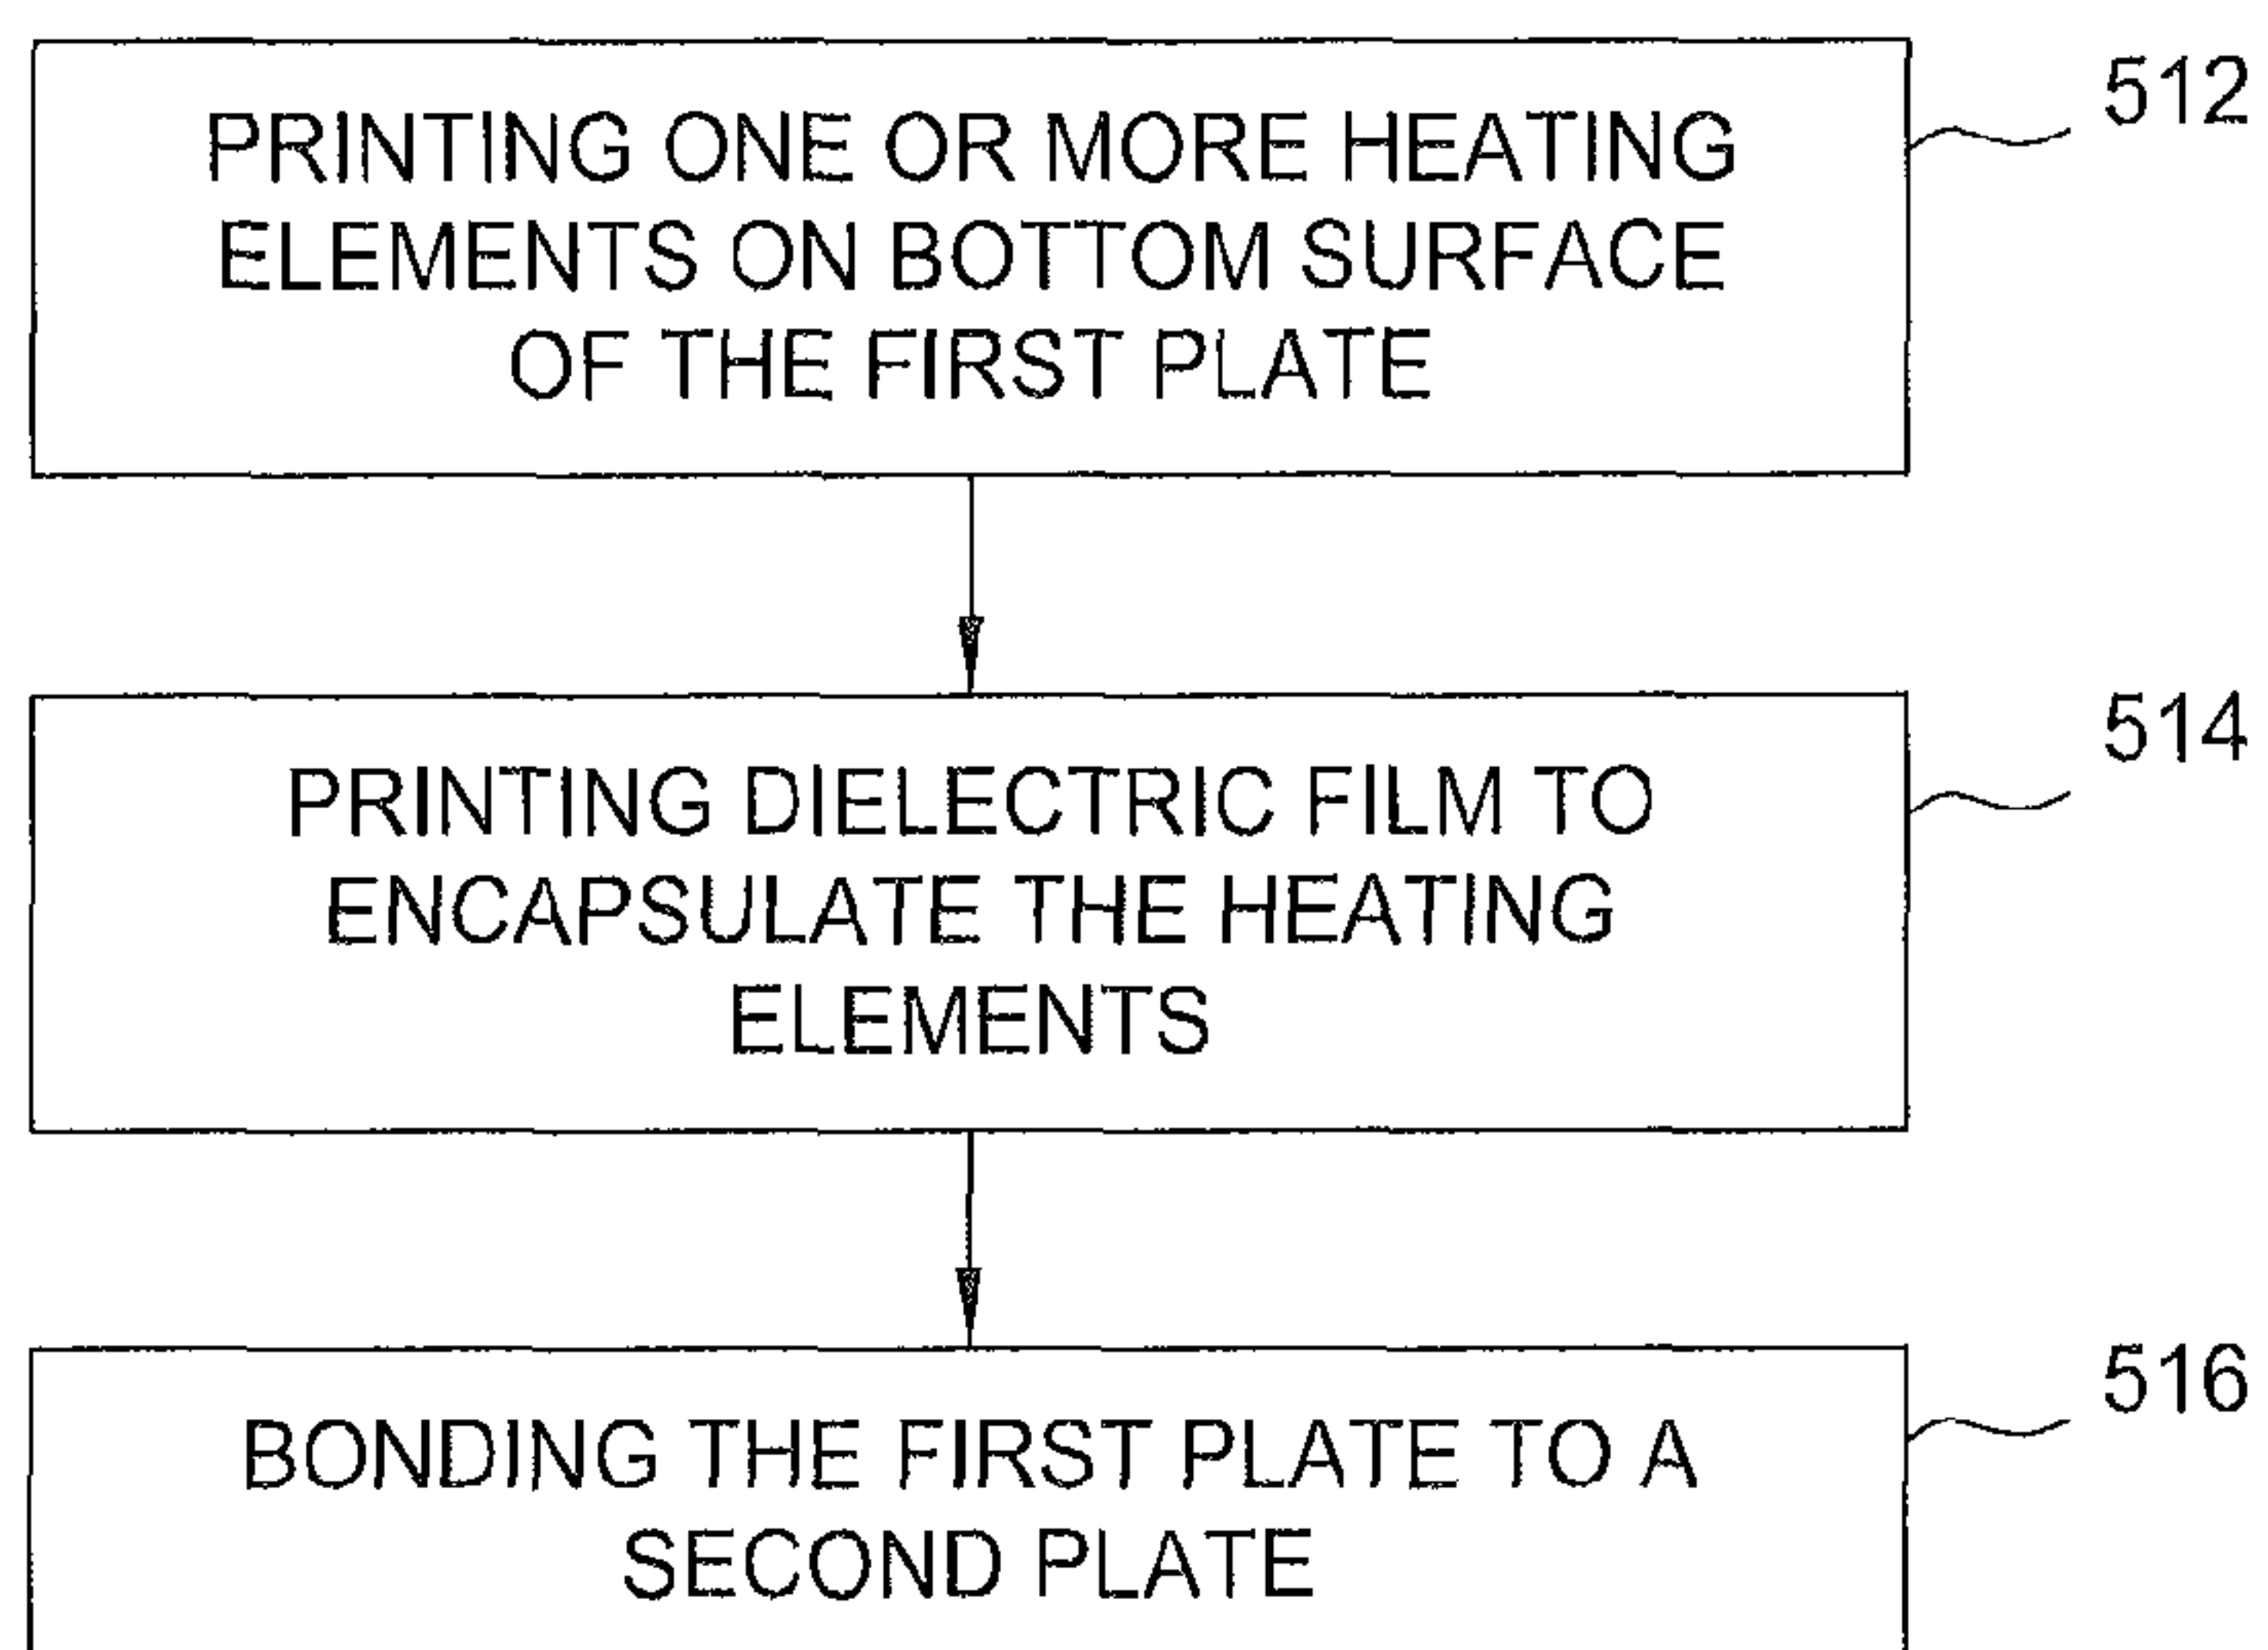 PRINTING ONE OR MORE HEATING
ELEMENTS ON BOTTOM SURFACE
OF THE FIRST PLATE
512
PRINTING DIELECTRIC FILM TO
ENCAPSULATE THE HEATING
ELEMENTS
514
BONDING THE FIRST PLATE TO A
SECOND PLATE
516